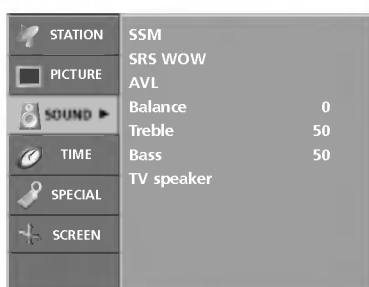 STATION
PICTURE
SOUND ►
TIME
SPECIAL
SCREEN
SSM
SRS WOW
AVL
Balance 0
Treble 50
Bass 50
TV speaker